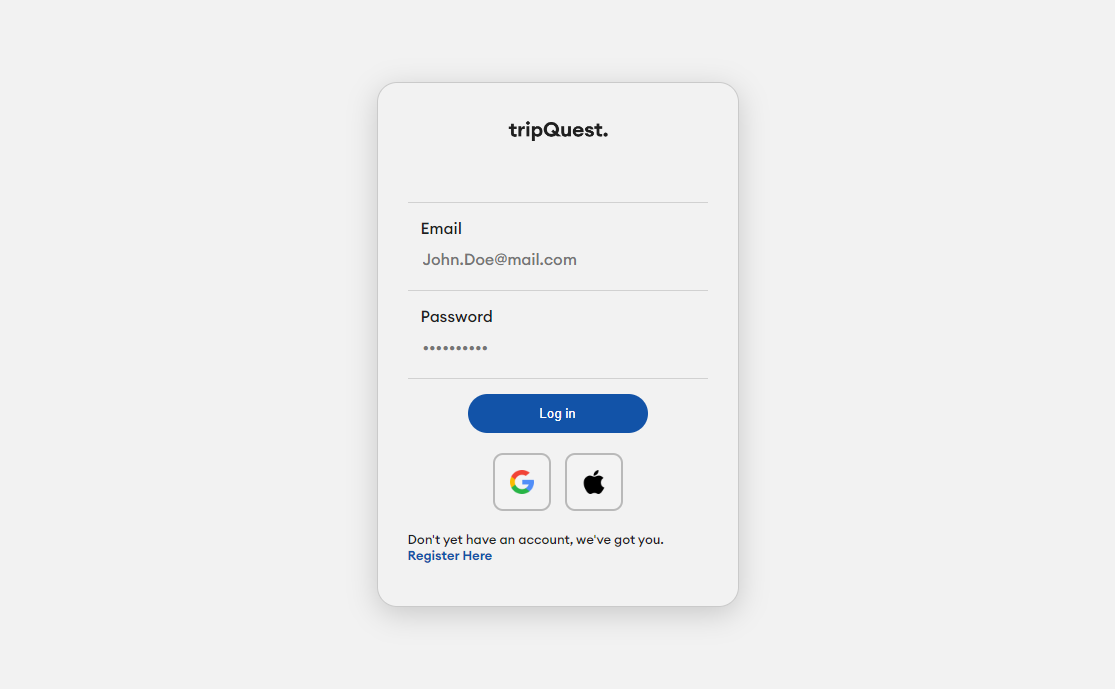 tripQuest.
Email
John.Doe@mail.com
Password
••••••••••
Log in
Don't yet have an account, we've got you.
Register Here